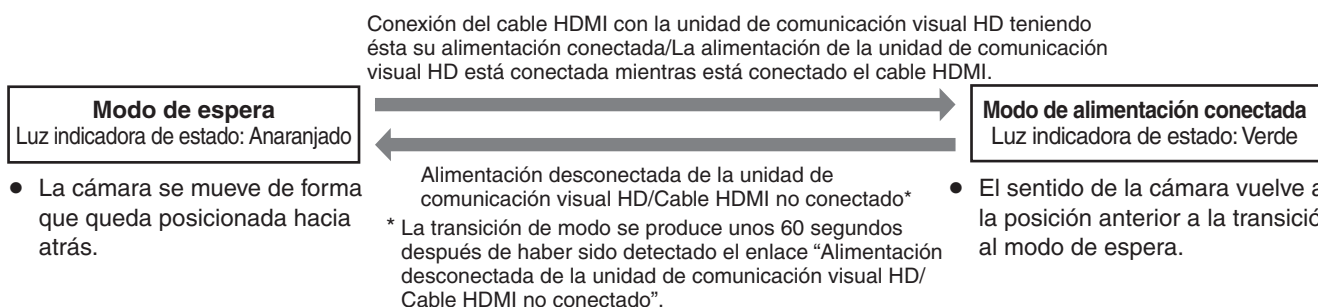 Conexión del cable HDMI con la unidad de comunicación visual HD teniendo
ésta su alimentación conectada/La alimentación de la unidad de comunicación
visual HD está conectada mientras está conectado el cable HDMI.
Modo de espera
Luz indicadora de estado: Anaranjado
Modo de alimentación conectada
Luz indicadora de estado: Verde
● La cámara se mueve de forma
que queda posicionada hacia
atrás.
Alimentación desconectada de la unidad de
comunicación visual HD/Cable HDMI no conectado*
* La transición de modo se produce unos 60 segundos
después de haber sido detectado el enlace “Alimentación
desconectada de la unidad de comunicación visual HD/
Cable HDMI no conectado”.
● El sentido de la cámara vuelve a
la posición anterior a la transició
al modo de espera.